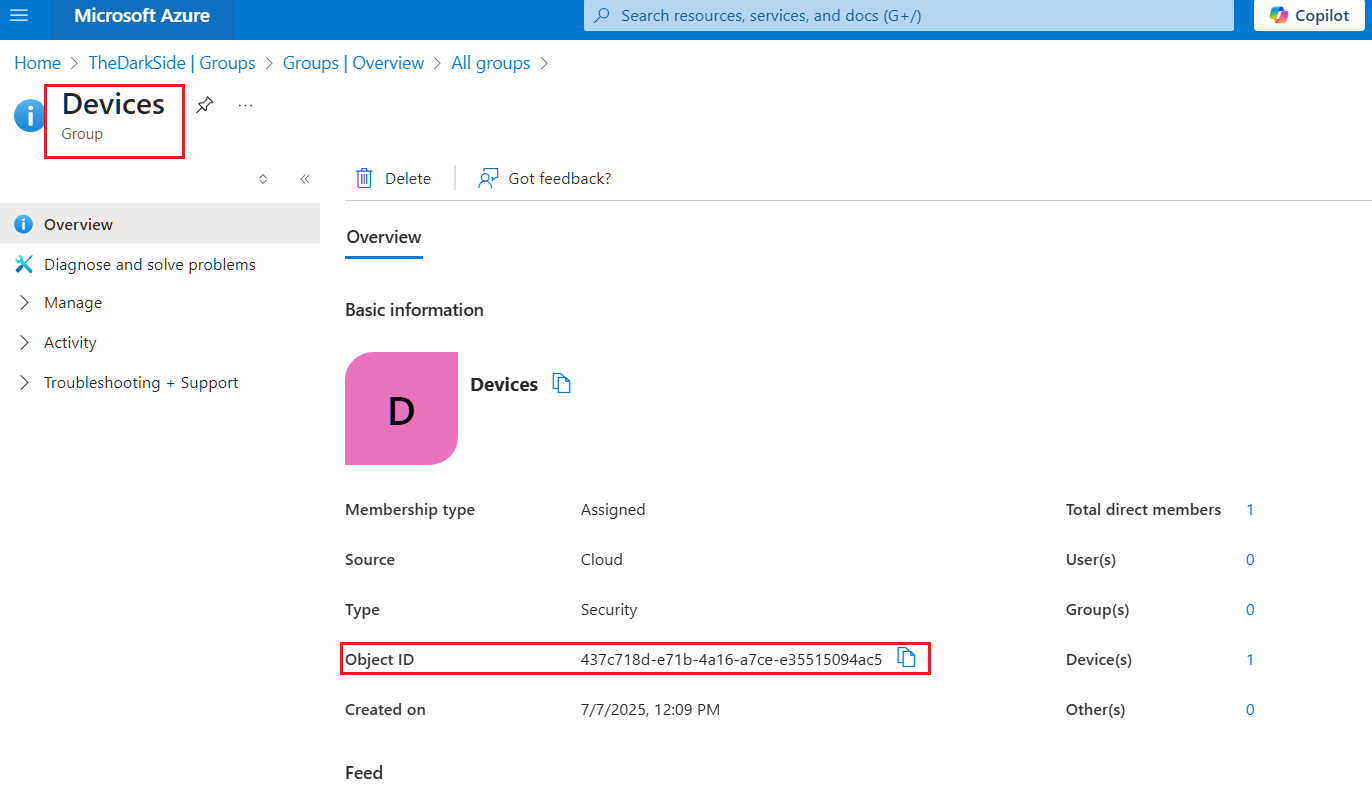 Microsoft Azure
Search resources, services, and docs (G+/)
Copilot
Home > TheDarkSide | Groups > Groups | Overview > All groups >
Devices
...
Group
Delete
Got feedback?
Overview
Diagnose and solve problems
Manage
Activity
Troubleshooting + Support
Overview
Basic information
D
Devices
Membership type Assigned Total direct members 1
Source Cloud User(s) 0
Type Security Group(s) 0
Object ID 437c718d-e71b-4a16-a7ce-e35515094ac5 Device(s) 1
Created on 7/7/2025, 12:09 PM Other(s) 0
Feed